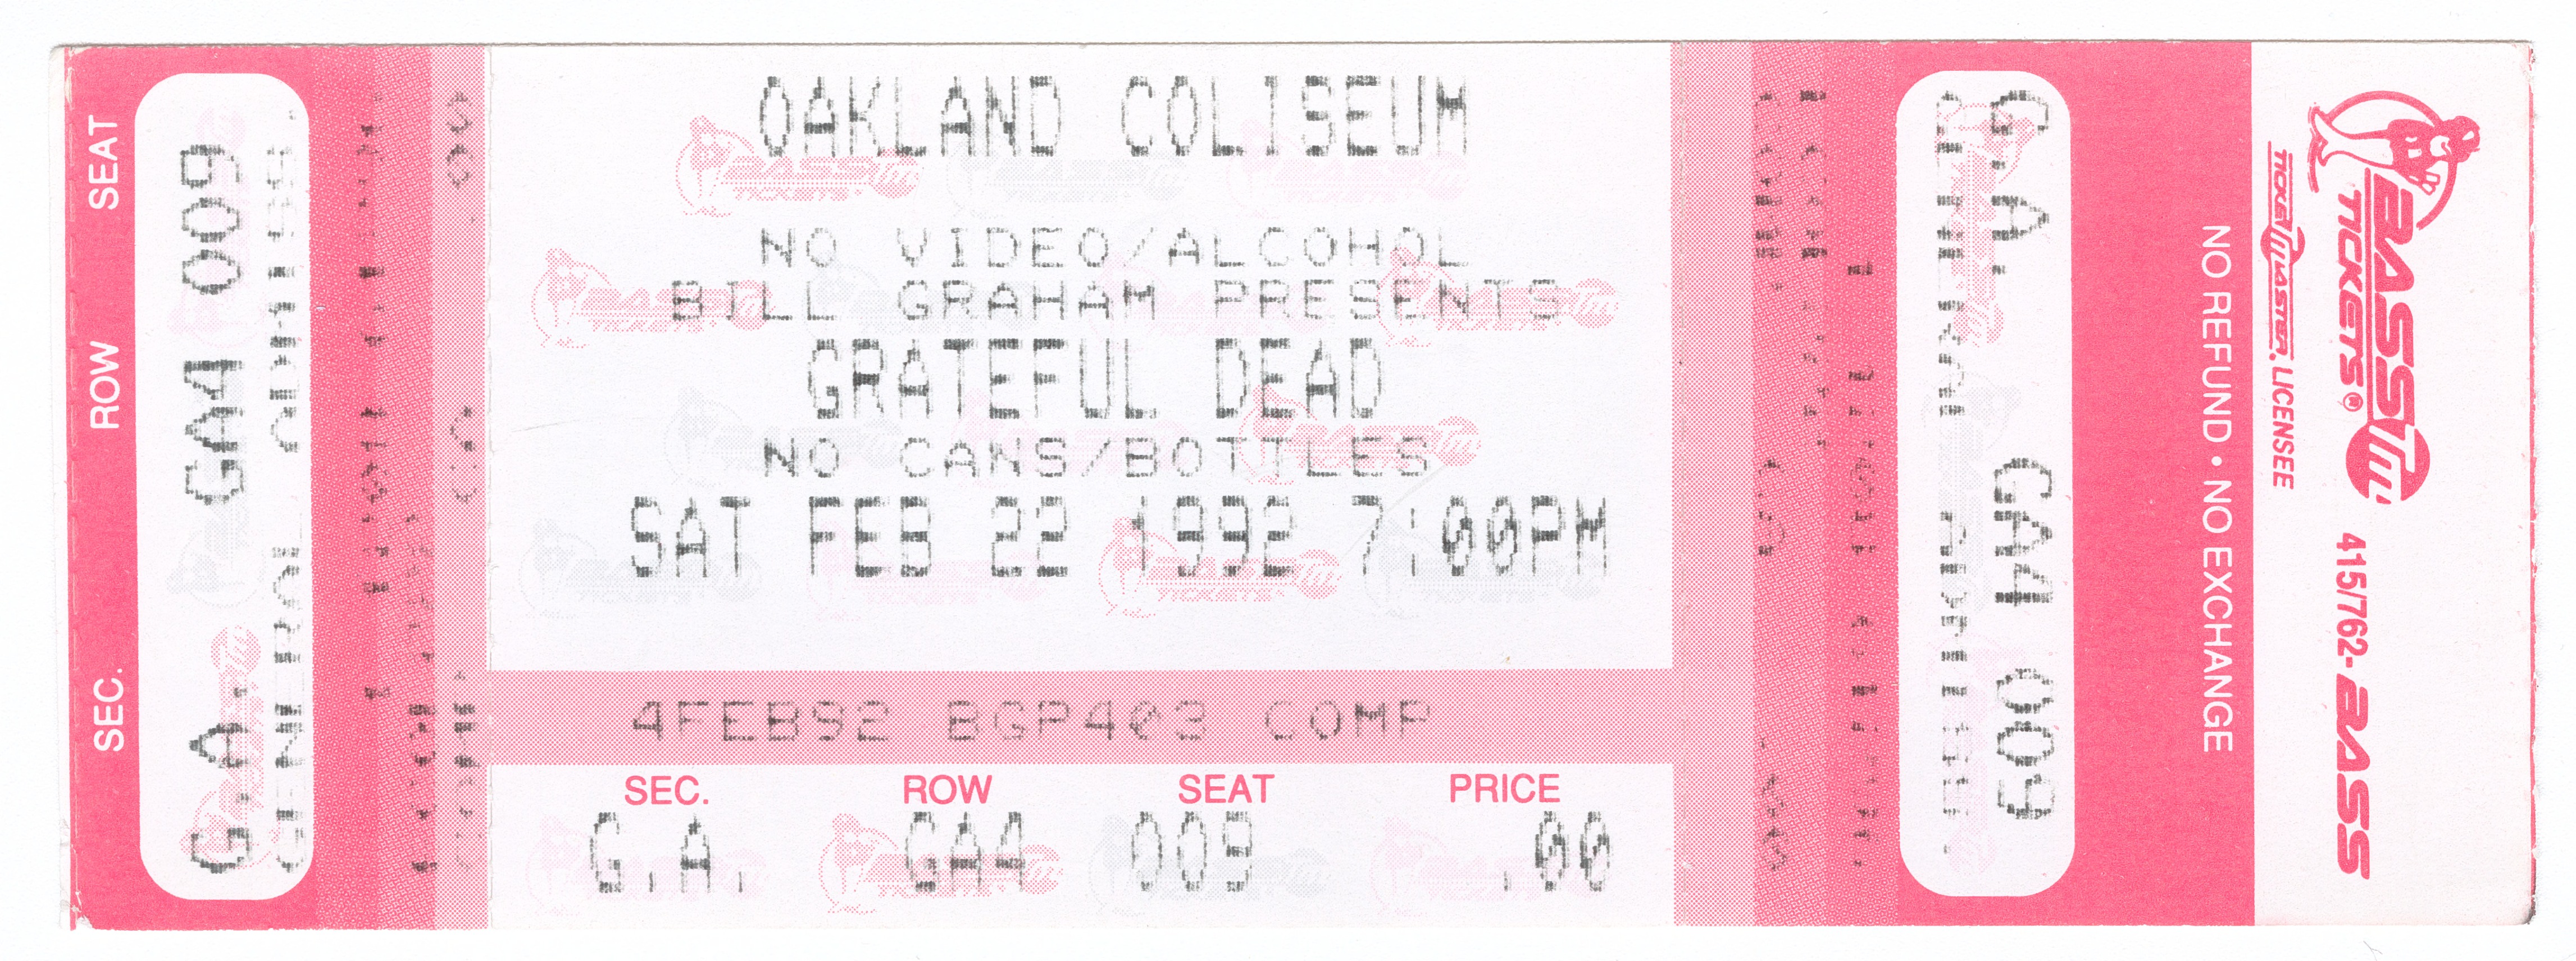 SEC. ROW SEAT
G.A. GA4 009
OAKLAND COLISEUM
NO VIDEO/ALCOHOL
BILL GRAHAM PRESENTS
GRATEFUL DEAD
NO CANS/BOTTLES
SAT FEB 22 1992 7:00PM
4FEB92 BGP403 COMP
SEC. ROW SEAT PRICE
G.A. GA4 009 .00
G.A. GA4 009
NO REFUND • NO EXCHANGE
TICKETMASTER. LICENSEE
BASS Tm
TICKETS®
415/762-BASS